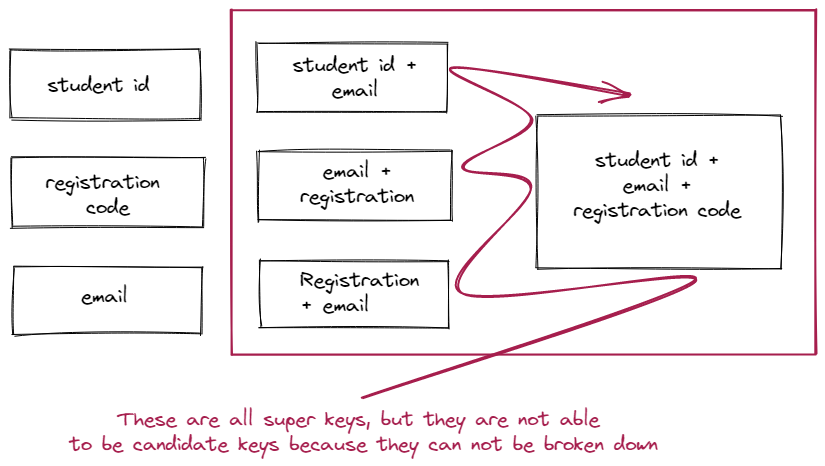 student id
registration
code
email
student id +
email
email +
registration
Registration
+ email
student id +
email +
registration code
These are all super keys, but they are not able
to be candidate keys because they can not be broken down